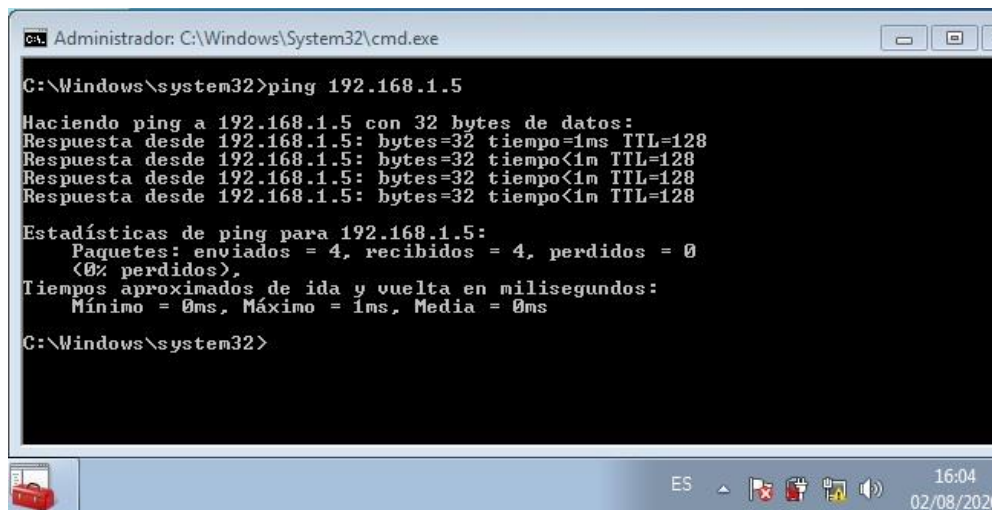 Administrador: C:\Windows\System32\cmd.exe
C:\Windows\system32>ping 192.168.1.5
Haciendo ping a 192.168.1.5 con 32 bytes de datos:
Respuesta desde 192.168.1.5: bytes=32 tiempo=1ms TTL=128
Respuesta desde 192.168.1.5: bytes=32 tiempo<1m TTL=128
Respuesta desde 192.168.1.5: bytes=32 tiempo<1m TTL=128
Respuesta desde 192.168.1.5: bytes=32 tiempo<1m TTL=128
Estadísticas de ping para 192.168.1.5:
Paquetes: enviados = 4, recibidos = 4, perdidos = 0
(0% perdidos),
Tiempos aproximados de ida y vuelta en milisegundos:
Mínimo = 0ms, Máximo = 1ms, Media = 0ms
C:\Windows\system32>
ES
16:04
02/08/202